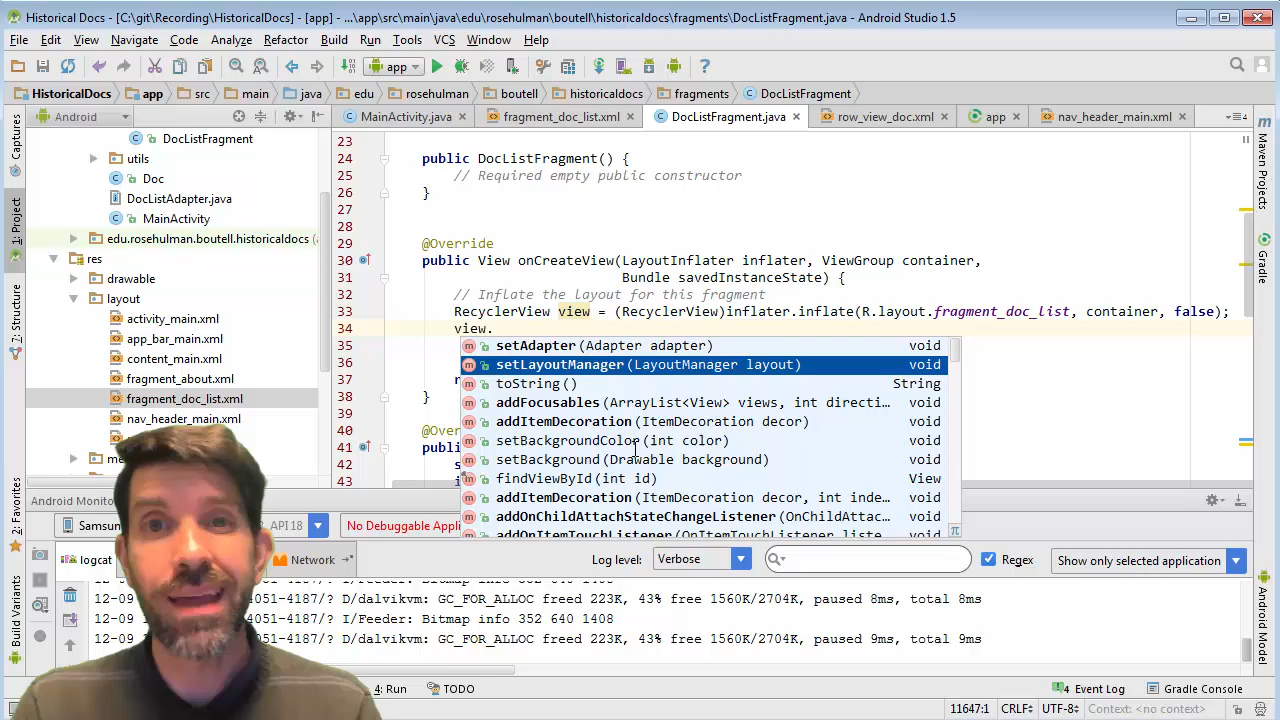 HistoricalDocs - [C:\git\Recording\HistoricalDocs] - [app] - ...\app\src\main\java\edu\rosehulman\boutell\historicaldocs\fragments\DocListFragment.java - Android Studio 1.5
File Edit View Navigate Code Analyze Refactor Build Run Tools VCS Window Help
app
HistoricalDocs app src main java edu rosehulman boutell historicaldocs fragments DocListFragment
Android
MainActivity.java fragment_doc_list.xml DocListFragment.java row_view_doc.xml app nav_header_main.xml
Captures
1: Project
7: Structure
2: Favorites
Build Variants
DocListFragment
utils
Doc
DocListAdapter.java
MainActivity
edu.rosehulman.boutell.historicaldocs
res
drawable
layout
activity_main.xml
app_bar_main.xml
content_main.xml
fragment_about.xml
fragment_doc_list.xml
nav_header_main.xml
23
24 public DocListFragment() {
25 // Required empty public constructor
26 }
27
28
29 @Override
30 public View onCreateView(LayoutInflater inflater, ViewGroup container,
31 Bundle savedInstanceState) {
32 // Inflate the layout for this fragment
33 RecyclerView view = (RecyclerView)inflater.inflate(R.layout.fragment_doc_list, container, false);
34 view.
35
36
37
38 }
39
40
41
42
43
setAdapter(Adapter adapter) void
setLayoutManager(LayoutManager layout) void
toString() String
addFocusables(ArrayList<View> views, int directi... void
addItemDecoration(ItemDecoration decor) void
setBackgroundColor(int color) void
setBackground(Drawable background) void
findViewById(int id) View
addItemDecoration(ItemDecoration decor, int inde... void
addOnChildAttachStateChangeListener(OnChildAttac... void
Maven Projects
Gradle
Android Model
Samsun
API 18
No Debuggable Appli
logcat
Network
Log level: Verbose
Regex
Show only selected application
4051-4187/? I/Feeder: Bitmap info 352 640 1408
12-09
4051-4187/? D/dalvikvm: GC_FOR_ALLOC freed 223K, 43% free 1560K/2704K, paused 8ms, total 8ms
12-09
4187/? I/Feeder: Bitmap info 352 640 1408
12-09
4187/? D/dalvikvm: GC_FOR_ALLOC freed 223K, 43% free 1560K/2704K, paused 9ms, total 9ms
4: Run TODO
4 Event Log Gradle Console
11647:1 CRLF UTF-8 Context: <no context>